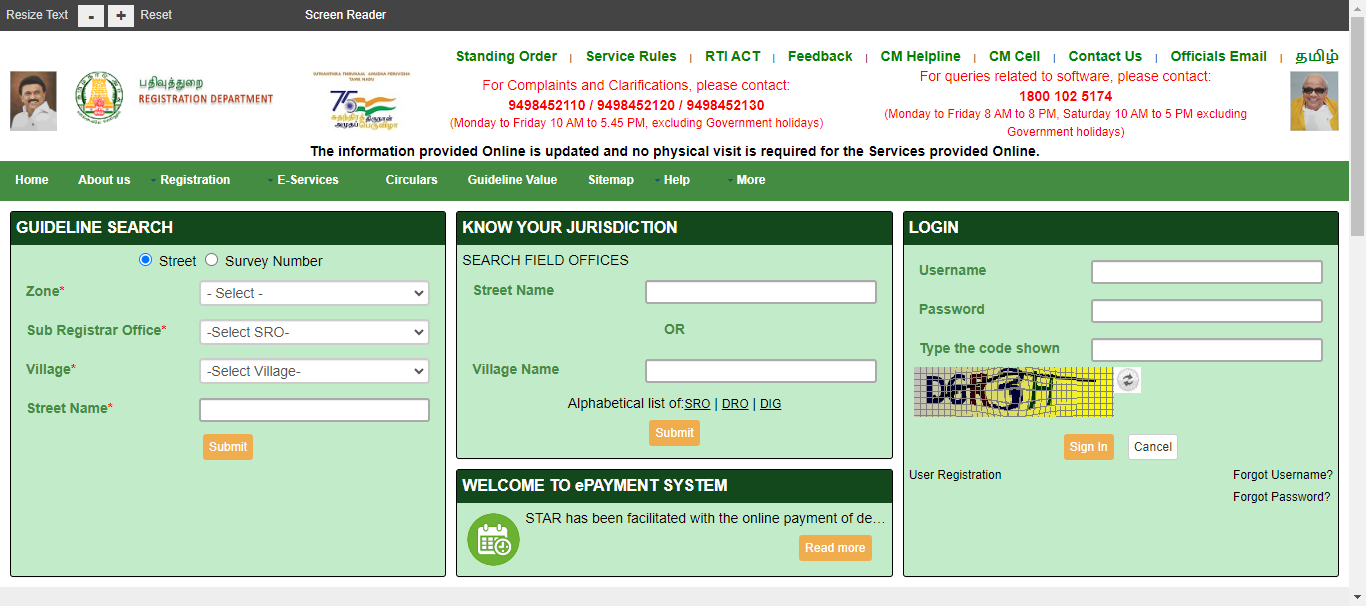 Resize Text - + Reset Screen Reader
Standing Order | Service Rules | RTI ACT | Feedback | CM Helpline | CM Cell | Contact Us | Officials Email | தமிழ்
பதிவுத்துறை
REGISTRATION DEPARTMENT
75
சுதந்திரத் திருநாள்
அமுதப் பெருவிழா
For Complaints and Clarifications, please contact:
9498452110 / 9498452120 / 9498452130
(Monday to Friday 10 AM to 5.45 PM, excluding Government holidays)
For queries related to software, please contact:
1800 102 5174
(Monday to Friday 8 AM to 8 PM, Saturday 10 AM to 5 PM excluding
Government holidays)
The information provided Online is updated and no physical visit is required for the Services provided Online.
Home About us Registration E-Services Circulars Guideline Value Sitemap Help More
GUIDELINE SEARCH
Street Survey Number
Zone* - Select -
Sub Registrar Office* -Select SRO-
Village* -Select Village-
Street Name*
Submit
KNOW YOUR JURISDICTION
SEARCH FIELD OFFICES
Street Name
OR
Village Name
Alphabetical list of:SRO | DRO | DIG
Submit
WELCOME TO ePAYMENT SYSTEM
STAR has been facilitated with the online payment of de...
Read more
LOGIN
Username
Password
Type the code shown
Sign In Cancel
User Registration Forgot Username?
Forgot Password?